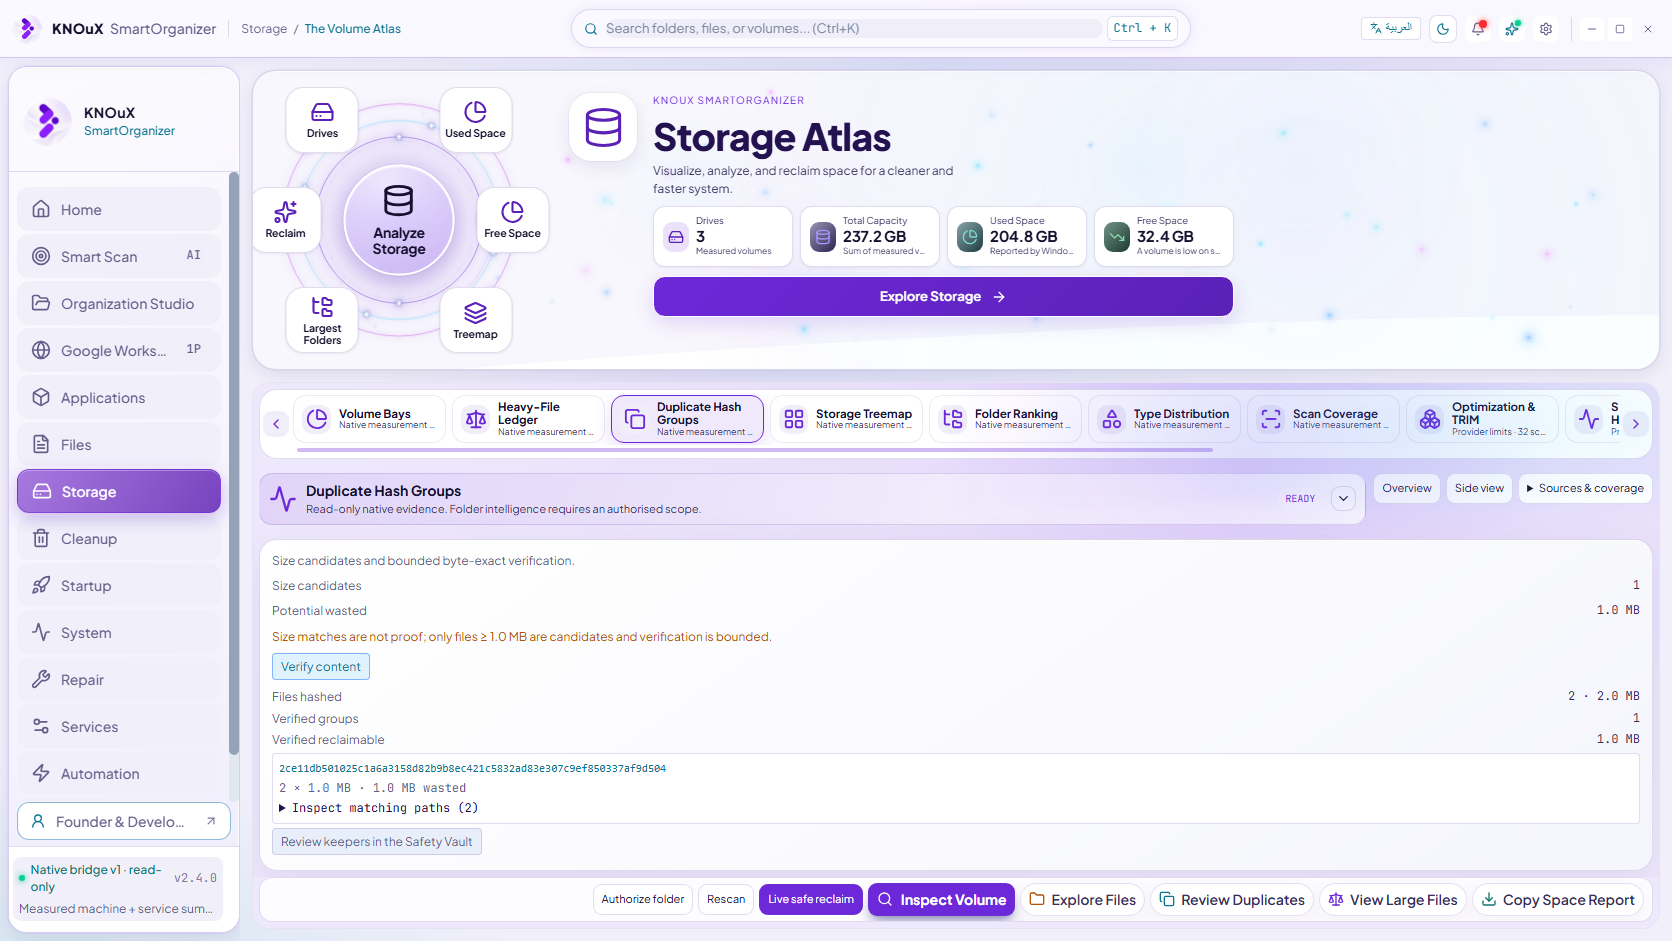 KNOuX SmartOrganizer
Storage / The Volume Atlas
Search folders, files, or volumes... (Ctrl+K)
Ctrl + K
العربية
KNOuX
SmartOrganizer
Home
Smart Scan AI
Organization Studio
Google Works... 1P
Applications
Files
Storage
Cleanup
Startup
System
Repair
Services
Automation
Founder & Develo...
Native bridge v1 · read-only v2.4.0
Measured machine + service sum...
Drives
Used Space
Reclaim
Analyze Storage
Free Space
Largest Folders
Treemap
KNOUX SMARTORGANIZER
Storage Atlas
Visualize, analyze, and reclaim space for a cleaner and
faster system.
Drives
3
Measured volumes
Total Capacity
237.2 GB
Sum of measured v...
Used Space
204.8 GB
Reported by Windo...
Free Space
32.4 GB
A volume is low on s...
Explore Storage
Volume Bays
Native measurement ...
Heavy-File Ledger
Native measurement ...
Duplicate Hash Groups
Native measurement ...
Storage Treemap
Native measurement ...
Folder Ranking
Native measurement ...
Type Distribution
Native measurement ...
Scan Coverage
Native measurement ...
Optimization & TRIM
Provider limits · 32 sc...
S
H
Duplicate Hash Groups
Read-only native evidence. Folder intelligence requires an authorised scope.
READY
Overview
Side view
Sources & coverage
Size candidates and bounded byte-exact verification.
Size candidates 1
Potential wasted 1.0 MB
Size matches are not proof; only files ≥ 1.0 MB are candidates and verification is bounded.
Verify content
Files hashed 2 · 2.0 MB
Verified groups 1
Verified reclaimable 1.0 MB
2ce11db501025c1a6a3158d82b9b8ec421c5832ad83e307c9ef850337af9d504
2 × 1.0 MB · 1.0 MB wasted
Inspect matching paths (2)
Review keepers in the Safety Vault
Authorize folder
Rescan
Live safe reclaim
Inspect Volume
Explore Files
Review Duplicates
View Large Files
Copy Space Report